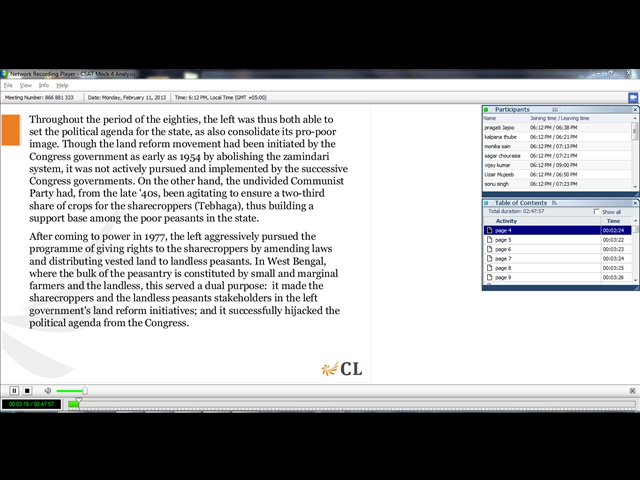 Network Recording Player - CSAT Mock 4 Analysis
File View Info Help
Meeting Number: 866 881 333 Date: Monday, February 11, 2013 Time: 6:12 PM, Local Time (GMT +05:00)
Throughout the period of the eighties, the left was thus both able to
set the political agenda for the state, as also consolidate its pro-poor
image. Though the land reform movement had been initiated by the
Congress government as early as 1954 by abolishing the zamindari
system, it was not actively pursued and implemented by the successive
Congress governments. On the other hand, the undivided Communist
Party had, from the late '40s, been agitating to ensure a two-third
share of crops for the sharecroppers (Tebhaga), thus building a
support base among the poor peasants in the state.
After coming to power in 1977, the left aggressively pursued the
programme of giving rights to the sharecroppers by amending laws
and distributing vested land to landless peasants. In West Bengal,
where the bulk of the peasantry is constituted by small and marginal
farmers and the landless, this served a dual purpose: it made the
sharecroppers and the landless peasants stakeholders in the left
government's land reform initiatives; and it successfully hijacked the
political agenda from the Congress.
CL
Participants
Name Joining time / Leaving time
pragati Jajoo 06:12 PM / 06:38 PM
kalpana thube 06:12 PM / 06:21 PM
monika sain 06:12 PM / 07:13 PM
sagar chourasia 06:12 PM / 07:21 PM
vijay kumar 06:12 PM / 09:00 PM
Uzair Mujeeb 06:12 PM / 06:50 PM
sonu singh 06:12 PM / 07:23 PM
Table of Contents
Total duration: 02:47:57 Show all
Activity Time
page 4 00:02:24
page 5 00:03:22
page 6 00:03:23
page 7 00:03:24
page 8 00:03:25
page 9 00:03:26
00:03:16 / 02:47:57